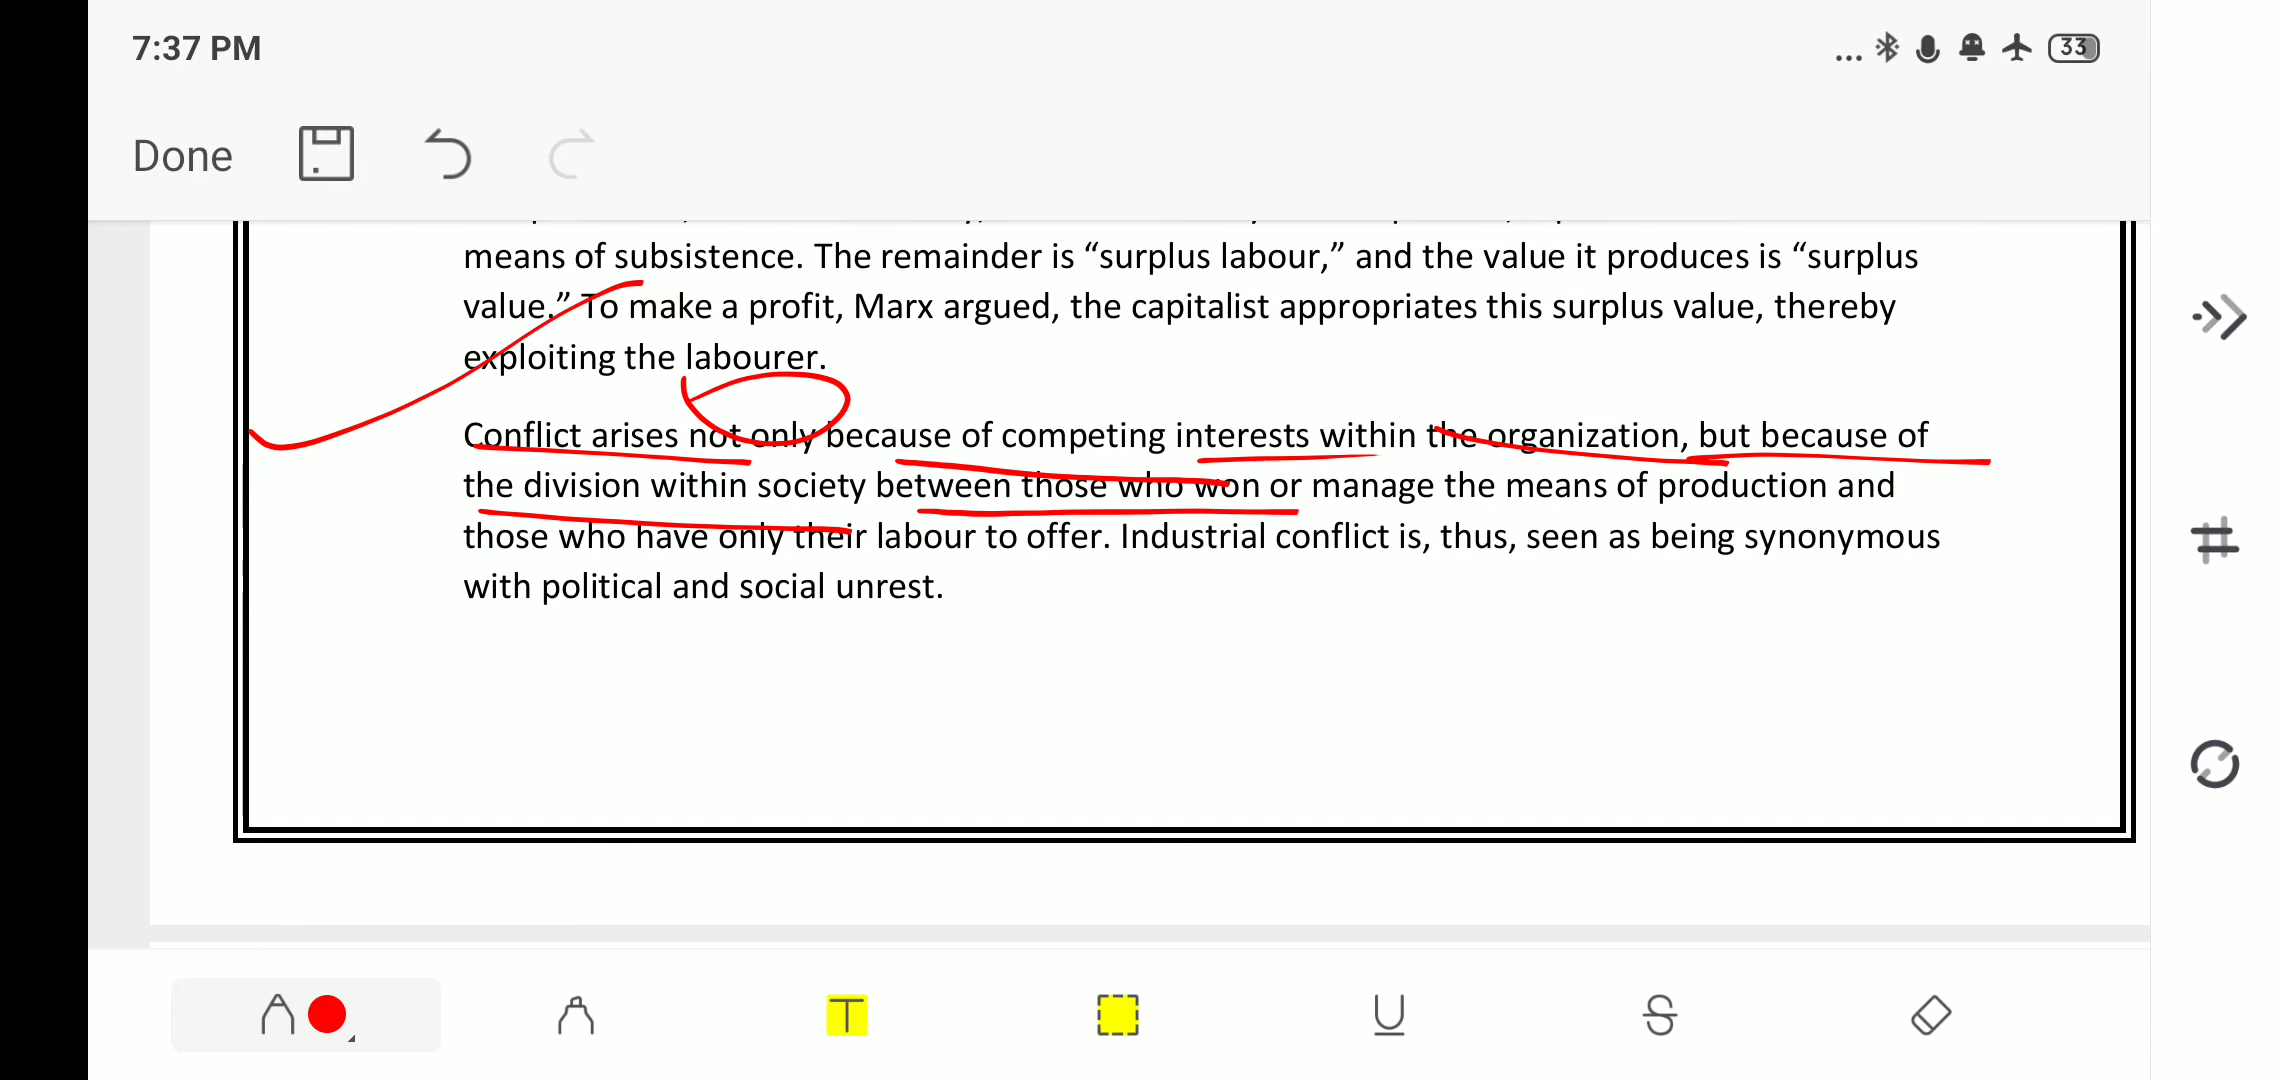 7:37 PM
... 33
Done
means of subsistence. The remainder is “surplus labour,” and the value it produces is “surplus
value.” To make a profit, Marx argued, the capitalist appropriates this surplus value, thereby
exploiting the labourer.
Conflict arises not only because of competing interests within the organization, but because of
the division within society between those who won or manage the means of production and
those who have only their labour to offer. Industrial conflict is, thus, seen as being synonymous
with political and social unrest.
T
U
S